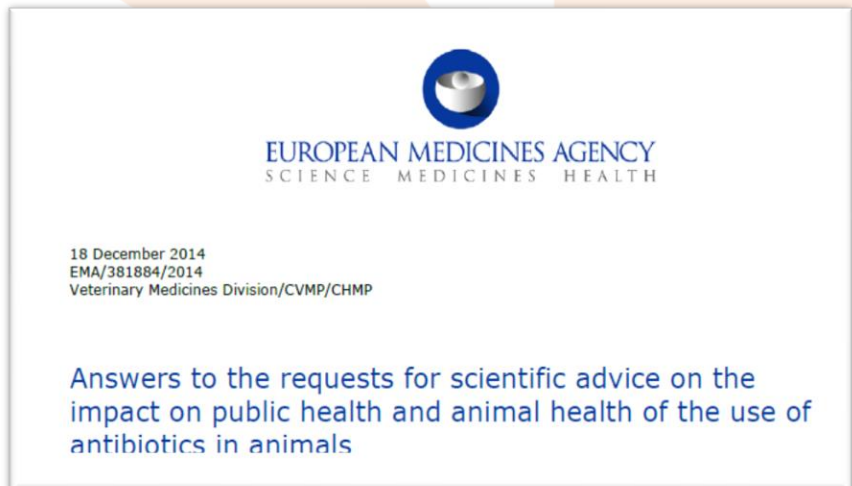 EUROPEAN MEDICINES AGENCY
SCIENCE MEDICINES HEALTH
18 December 2014
EMA/381884/2014
Veterinary Medicines Division/CVMP/CHMP
Answers to the requests for scientific advice on the
impact on public health and animal health of the use of
antibiotics in animals